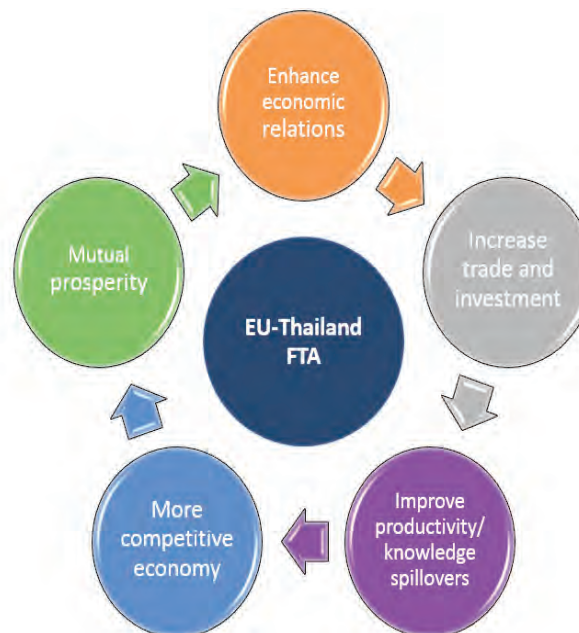 Enhance
economic
relations
Increase
trade and
investment
Improve
productivity/
knowledge
spillovers
More
competitive
economy
Mutual
prosperity
EU-Thailand
FTA